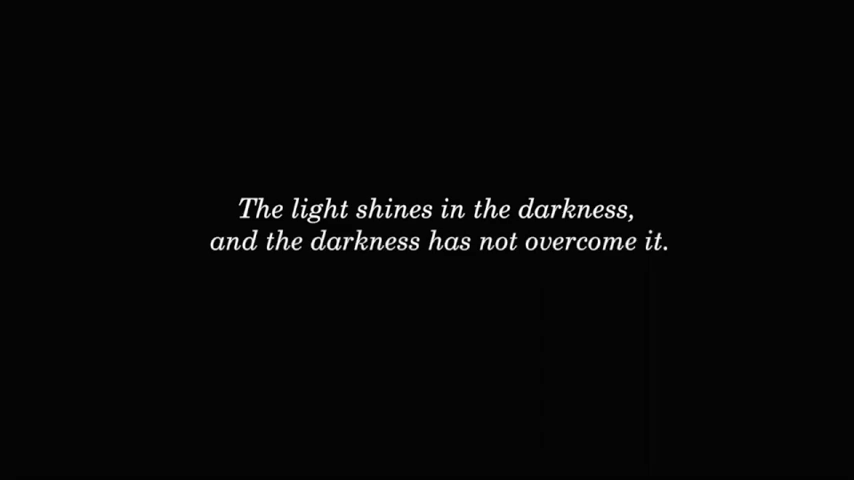 The light shines in the darkness,
and the darkness has not overcome it.